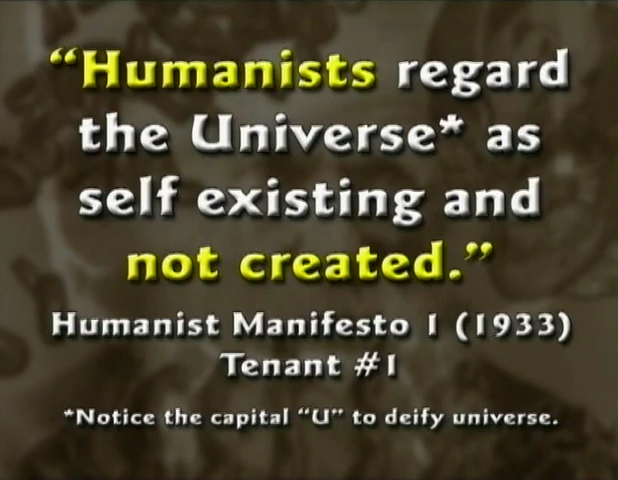 “Humanists regard
the Universe* as
self existing and
not created.”
Humanist Manifesto I (1933)
Tenant #1
*Notice the capital “U” to deify universe.